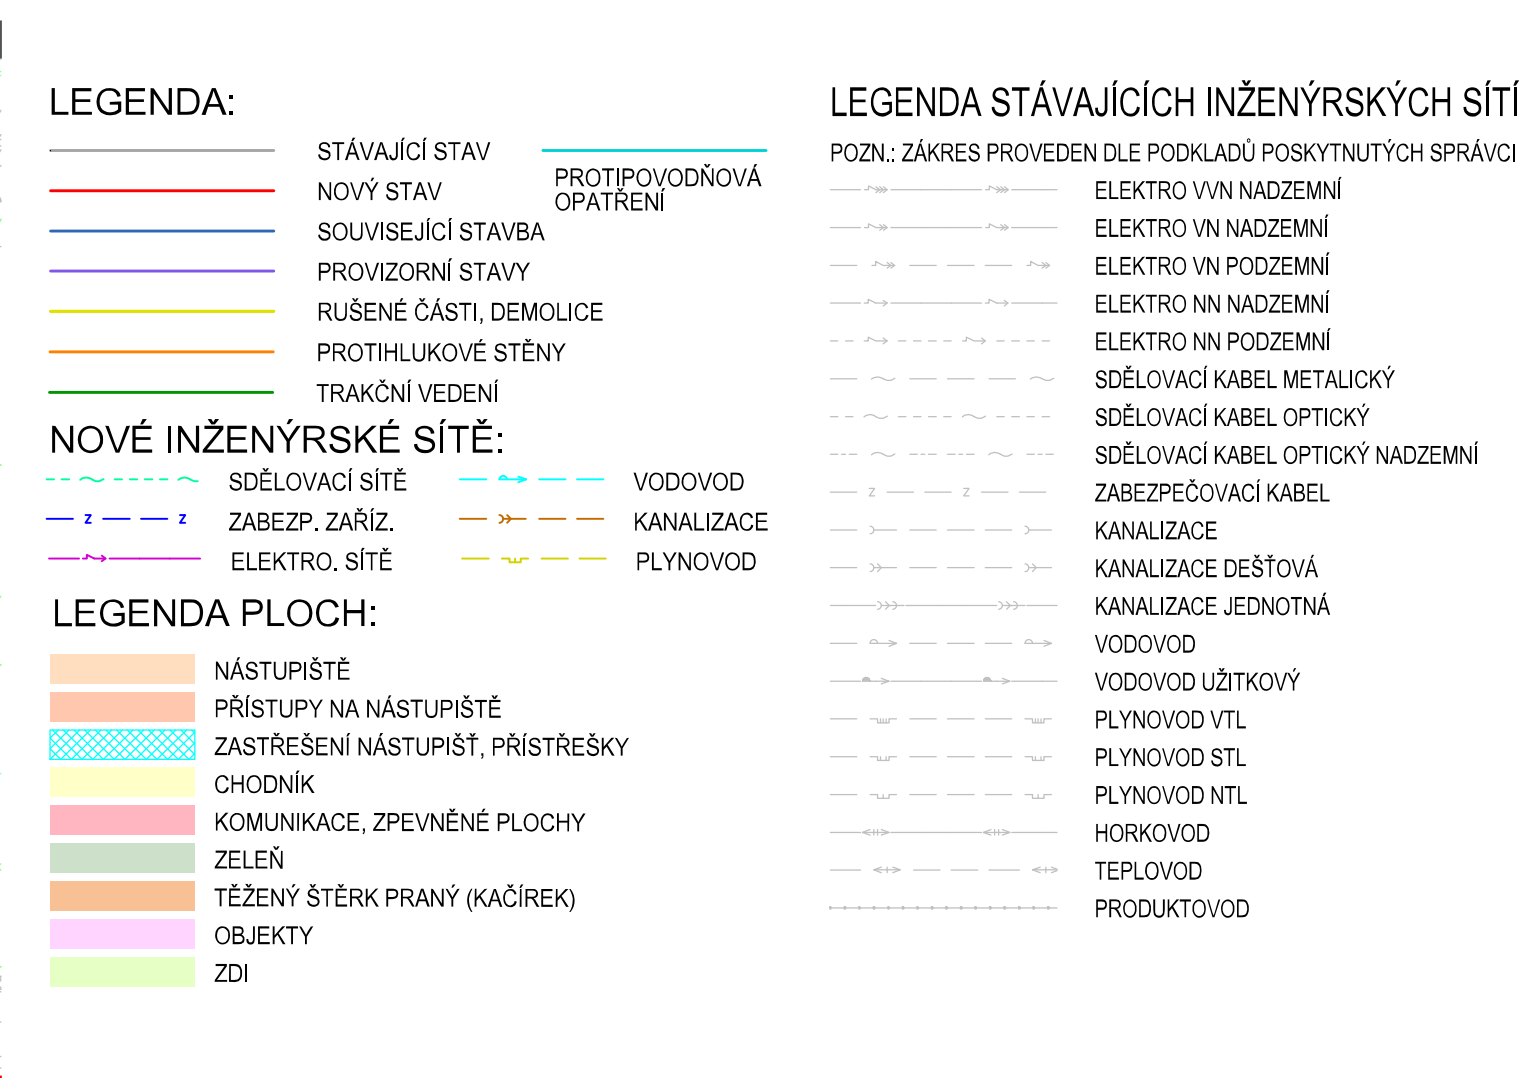 LEGENDA:
STÁVAJÍCÍ STAV
NOVÝ STAV
SOUVISEJÍCÍ STAVBA
PROVIZORNÍ STAVY
RUŠENÉ ČÁSTI, DEMOLICE
PROTIHLUKOVÉ STĚNY
TRAKČNÍ VEDENÍ
PROTIPOVODŇOVÁ
OPATŘENÍ
NOVÉ INŽENÝRSKÉ SÍTĚ:
SDĚLOVACÍ SÍTĚ
Z Z ZABEZP. ZAŘÍZ.
ELEKTRO. SÍTĚ
VODOVOD
KANALIZACE
PLYNOVOD
LEGENDA PLOCH:
NÁSTUPIŠTĚ
PŘÍSTUPY NA NÁSTUPIŠTĚ
ZASTŘEŠENÍ NÁSTUPIŠŤ, PŘÍSTŘEŠKY
CHODNÍK
KOMUNIKACE, ZPEVNĚNÉ PLOCHY
ZELEŇ
TĚŽENÝ ŠTĚRK PRANÝ (KAČÍREK)
OBJEKTY
ZDI
LEGENDA STÁVAJÍCÍCH INŽENÝRSKÝCH SÍTÍ
POZN.: ZÁKRES PROVEDEN DLE PODKLADŮ POSKYTNUTÝCH SPRÁVCI
ELEKTRO VVN NADZEMNÍ
ELEKTRO VN NADZEMNÍ
ELEKTRO VN PODZEMNÍ
ELEKTRO NN NADZEMNÍ
ELEKTRO NN PODZEMNÍ
SDĚLOVACÍ KABEL METALICKÝ
SDĚLOVACÍ KABEL OPTICKÝ
SDĚLOVACÍ KABEL OPTICKÝ NADZEMNÍ
Z Z ZABEZPEČOVACÍ KABEL
KANALIZACE
KANALIZACE DEŠŤOVÁ
KANALIZACE JEDNOTNÁ
VODOVOD
VODOVOD UŽITKOVÝ
PLYNOVOD VTL
PLYNOVOD STL
PLYNOVOD NTL
HORKOVOD
TEPLOVOD
PRODUKTOVOD